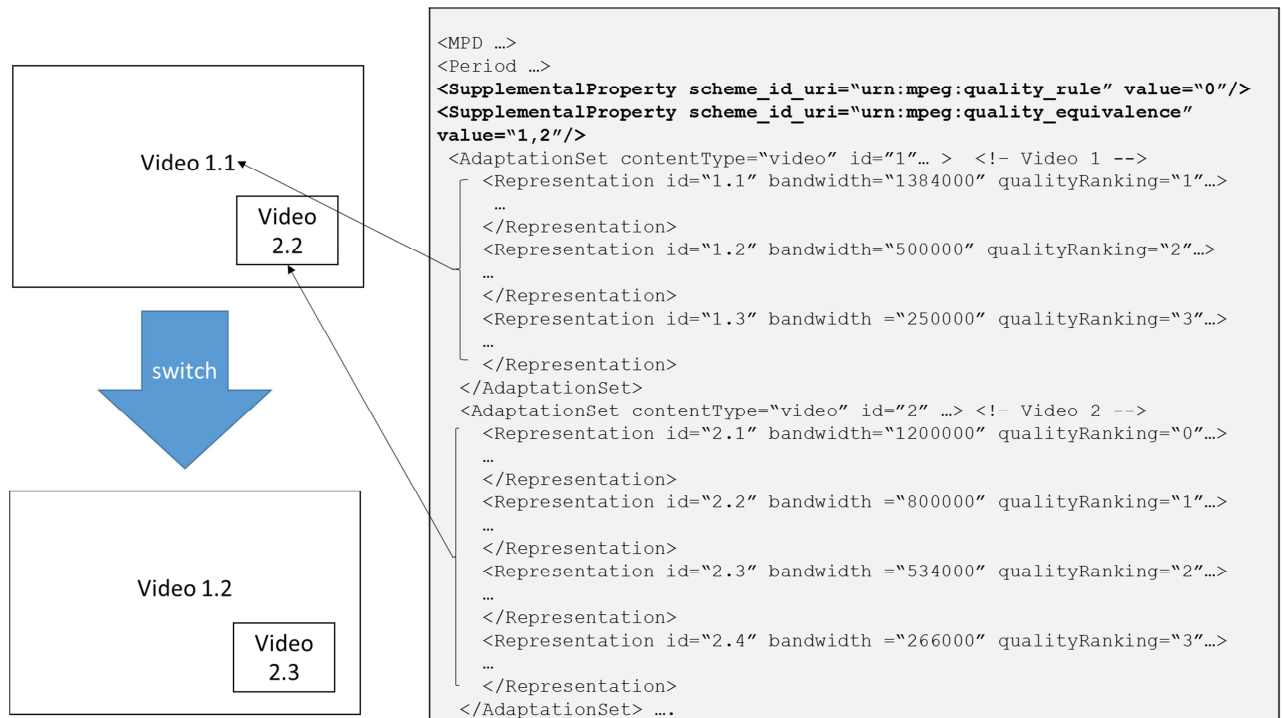 Video 1.1
Video
2.2
switch
Video 1.2
Video
2.3
<MPD …>
<Period …>
<SupplementalProperty scheme_id_uri=“urn:mpeg:quality_rule” value=“0”/>
<SupplementalProperty scheme_id_uri=“urn:mpeg:quality_equivalence”
value=“1,2”/>
<AdaptationSet contentType=“video” id=”1”… > <!– Video 1 -->
<Representation id=“1.1” bandwidth=“1384000” qualityRanking=“1”…>
…
</Representation>
<Representation id=“1.2” bandwidth=“500000” qualityRanking=“2”…>
…
</Representation>
<Representation id=“1.3” bandwidth =“250000” qualityRanking=“3”…>
…
</Representation>
</AdaptationSet>
<AdaptationSet contentType=“video” id=”2” …> <!– Video 2 -->
<Representation id=“2.1” bandwidth=“1200000” qualityRanking=“0”…>
…
</Representation>
<Representation id=“2.2” bandwidth =“800000” qualityRanking=“1”…>
…
</Representation>
<Representation id=“2.3” bandwidth =“534000” qualityRanking=“2”…>
…
</Representation>
<Representation id=“2.4” bandwidth =“266000” qualityRanking=“3”…>
…
</Representation>
</AdaptationSet> ….